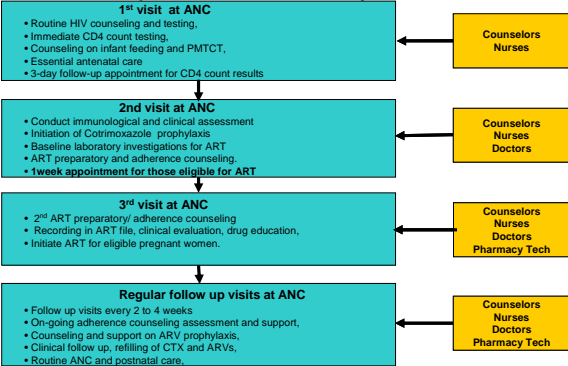 1st visit at ANC
• Routine HIV counseling and testing,
• Immediate CD4 count testing,
• Counseling on infant feeding and PMTCT,
• Essential antenatal care
• 3-day follow-up appointment for CD4 count results
Counselors
Nurses
2nd visit at ANC
• Conduct immunological and clinical assessment
• Initiation of Cotrimoxazole prophylaxis
• Baseline laboratory investigations for ART
• ART preparatory and adherence counseling.
• 1week appointment for those eligible for ART
Counselors
Nurses
Doctors
3rd visit at ANC
• 2nd ART preparatory/ adherence counseling
• Recording in ART file, clinical evaluation, drug education,
• Initiate ART for eligible pregnant women.
Counselors
Nurses
Doctors
Pharmacy Tech
Regular follow up visits at ANC
• Follow up visits every 2 to 4 weeks
• On-going adherence counseling assessment and support,
• Counseling and support on ARV prophylaxis,
• Clinical follow up, refilling of CTX and ARVs,
• Routine ANC and postnatal care,
Counselors
Nurses
Doctors
Pharmacy Tech